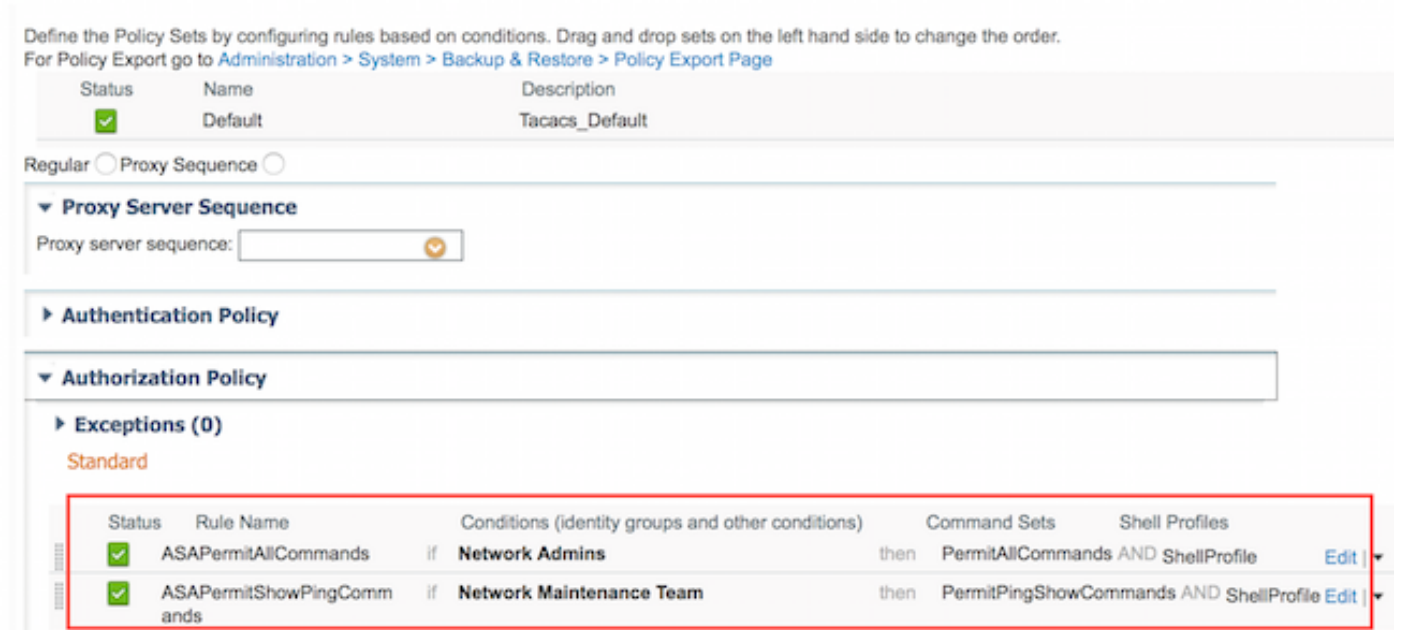 Define the Policy Sets by configuring rules based on conditions. Drag and drop sets on the left hand side to change the order.
For Policy Export go to Administration > System > Backup & Restore > Policy Export Page
Status Name Description
Default Tacacs_Default
Regular Proxy Sequence
Proxy Server Sequence
Proxy server sequence:
Authentication Policy
Authorization Policy
Exceptions (0)
Standard
Status Rule Name Conditions (identity groups and other conditions) Command Sets Shell Profiles
ASAPermitAllCommands if Network Admins then PermitAllCommands AND ShellProfile Edit |
ASAPermitShowPingComm if Network Maintenance Team then PermitPingShowCommands AND ShellProfile Edit |
ands